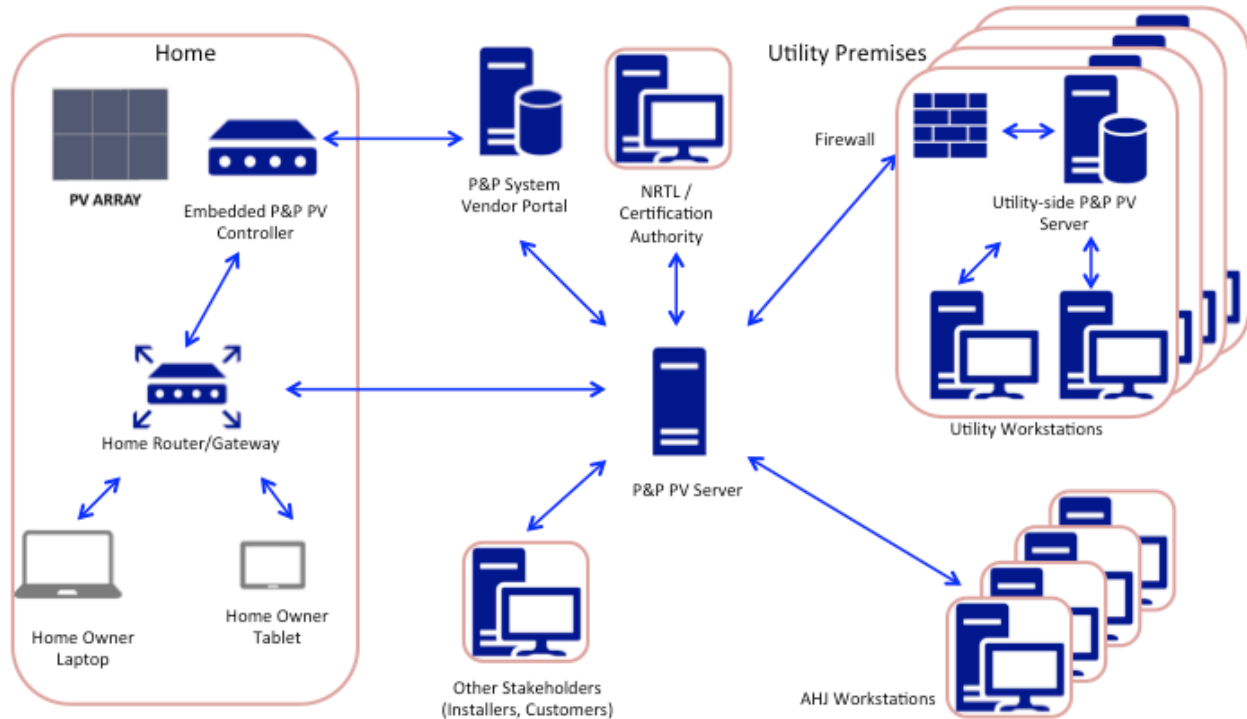 Home
Utility Premises
PV ARRAY
Embedded P&P PV
Controller
P&P System
Vendor Portal
NRTL /
Certification
Authority
Firewall
Utility-side P&P PV
Server
Utility Workstations
Home Router/Gateway
P&P PV Server
Home Owner
Laptop
Home Owner
Tablet
Other Stakeholders
(Installers, Customers)
AHJ Workstations